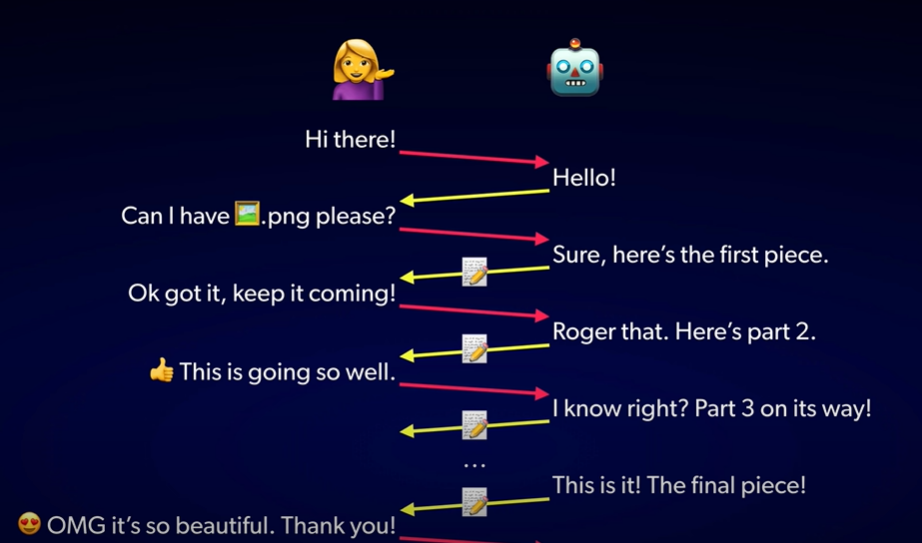 Hi there!
Hello!
Can I have 🖼️.png please?
Sure, here's the first piece.
Ok got it, keep it coming!
Roger that. Here's part 2.
👍 This is going so well.
I know right? Part 3 on its way!
...
This is it! The final piece!
😍 OMG it's so beautiful. Thank you!